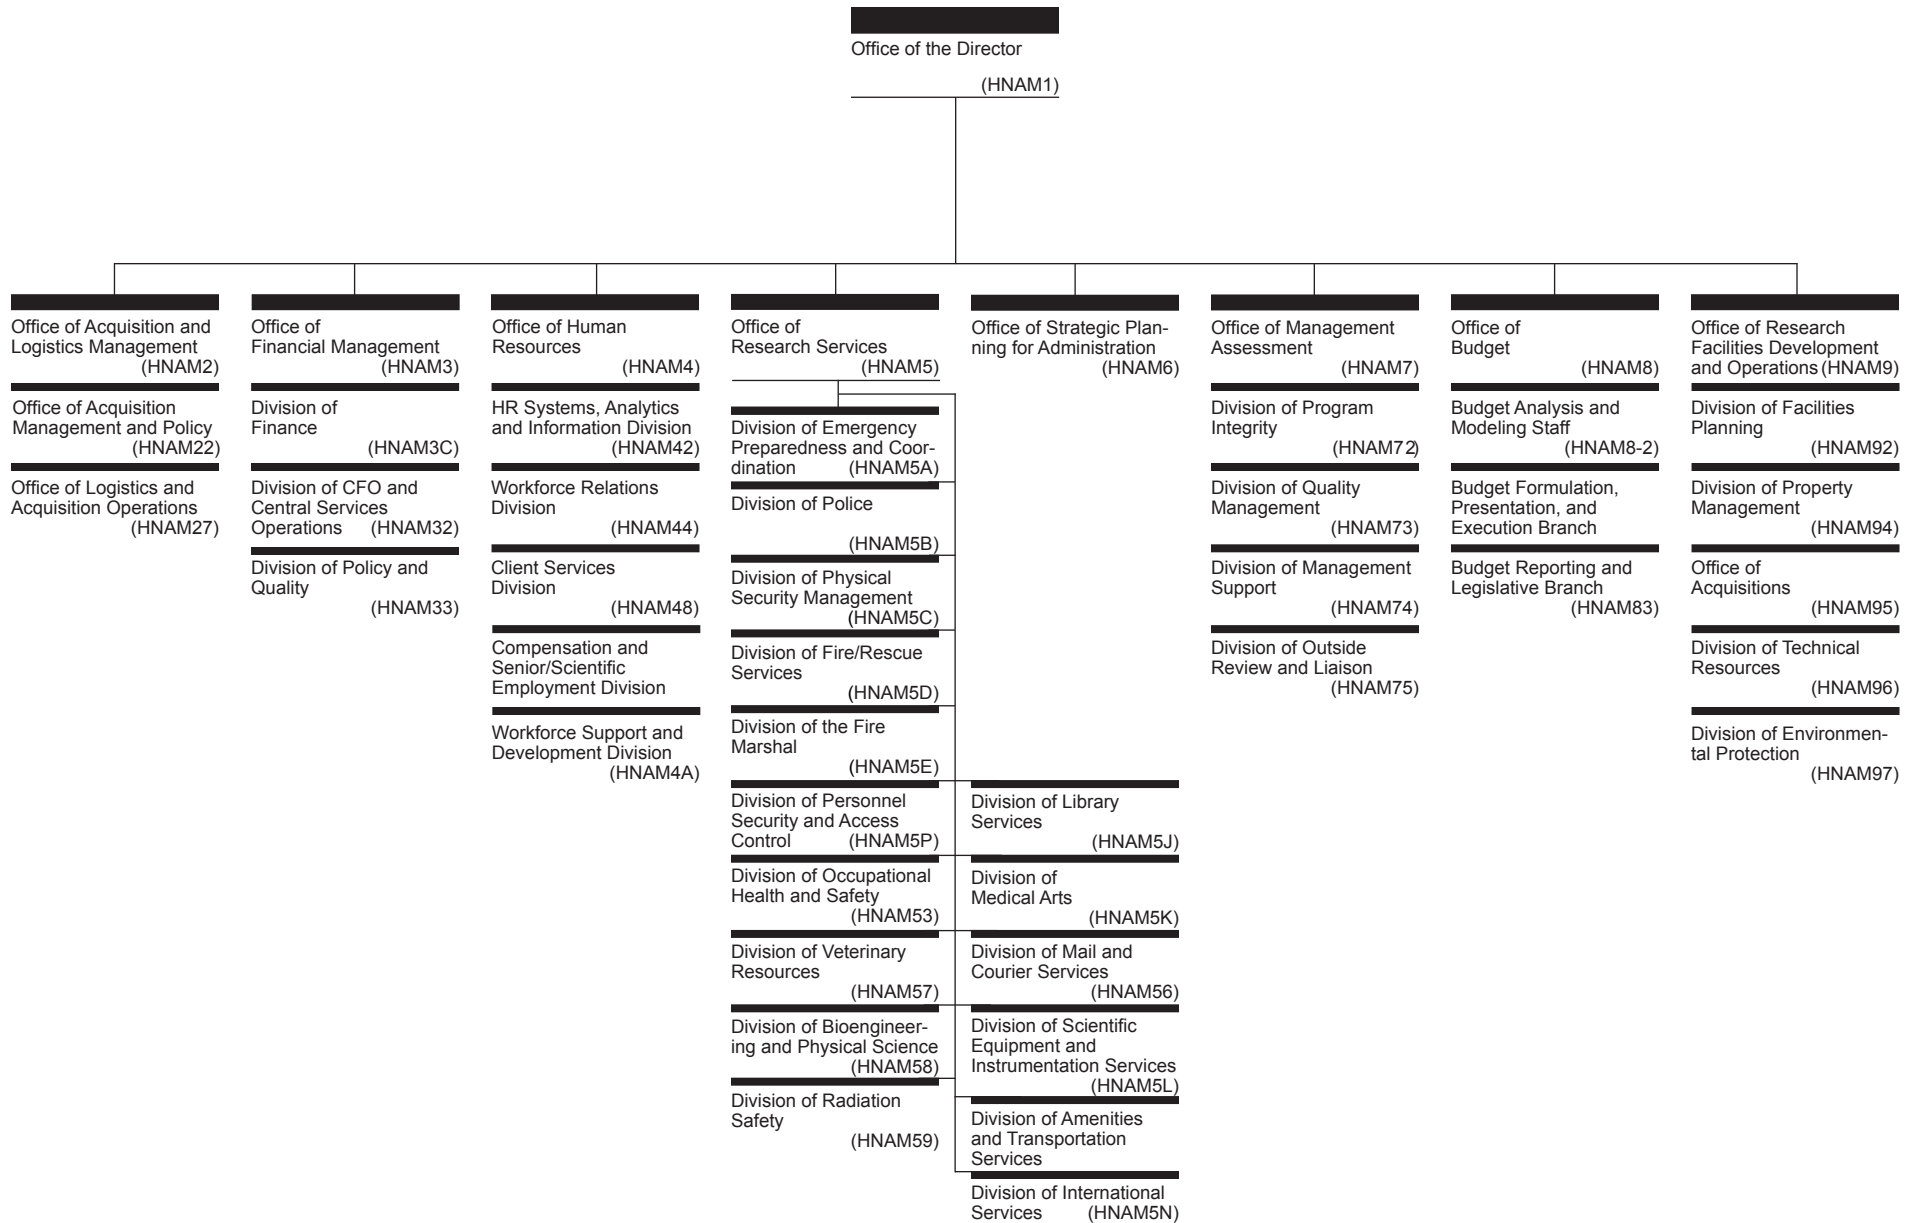 Office of the Director
(HNAM1)
Office of Acquisition and
Logistics Management
(HNAM2)
Office of Acquisition
Management and Policy
(HNAM22)
Office of Logistics and
Acquisition Operations
(HNAM27)
Office of
Financial Management
(HNAM3)
Division of
Finance
(HNAM3C)
Division of CFO and
Central Services
Operations (HNAM32)
Division of Policy and
Quality
(HNAM33)
Office of Human
Resources
(HNAM4)
HR Systems, Analytics
and Information Division
(HNAM42)
Workforce Relations
Division
(HNAM44)
Client Services
Division
(HNAM48)
Compensation and
Senior/Scientific
Employment Division
Workforce Support and
Development Division
(HNAM4A)
Office of
Research Services
(HNAM5)
Division of Emergency
Preparedness and Coor-
dination (HNAM5A)
Division of Police
(HNAM5B)
Division of Physical
Security Management
(HNAM5C)
Division of Fire/Rescue
Services
(HNAM5D)
Division of the Fire
Marshal
(HNAM5E)
Division of Personnel
Security and Access
Control (HNAM5P)
Division of Occupational
Health and Safety
(HNAM53)
Division of Veterinary
Resources
(HNAM57)
Division of Bioengineer-
ing and Physical Science
(HNAM58)
Division of Radiation
Safety
(HNAM59)
Division of Library
Services
(HNAM5J)
Division of
Medical Arts
(HNAM5K)
Division of Mail and
Courier Services
(HNAM56)
Division of Scientific
Equipment and
Instrumentation Services
(HNAM5L)
Division of Amenities
and Transportation
Services
Division of International
Services (HNAM5N)
Office of Strategic Plan-
ning for Administration
(HNAM6)
Office of Management
Assessment
(HNAM7)
Division of Program
Integrity
(HNAM72)
Division of Quality
Management
(HNAM73)
Division of Management
Support
(HNAM74)
Division of Outside
Review and Liaison
(HNAM75)
Office of
Budget
(HNAM8)
Budget Analysis and
Modeling Staff
(HNAM8-2)
Budget Formulation,
Presentation, and
Execution Branch
Budget Reporting and
Legislative Branch
(HNAM83)
Office of Research
Facilities Development
and Operations (HNAM9)
Division of Facilities
Planning
(HNAM92)
Division of Property
Management
(HNAM94)
Office of
Acquisitions
(HNAM95)
Division of Technical
Resources
(HNAM96)
Division of Environmen-
tal Protection
(HNAM97)